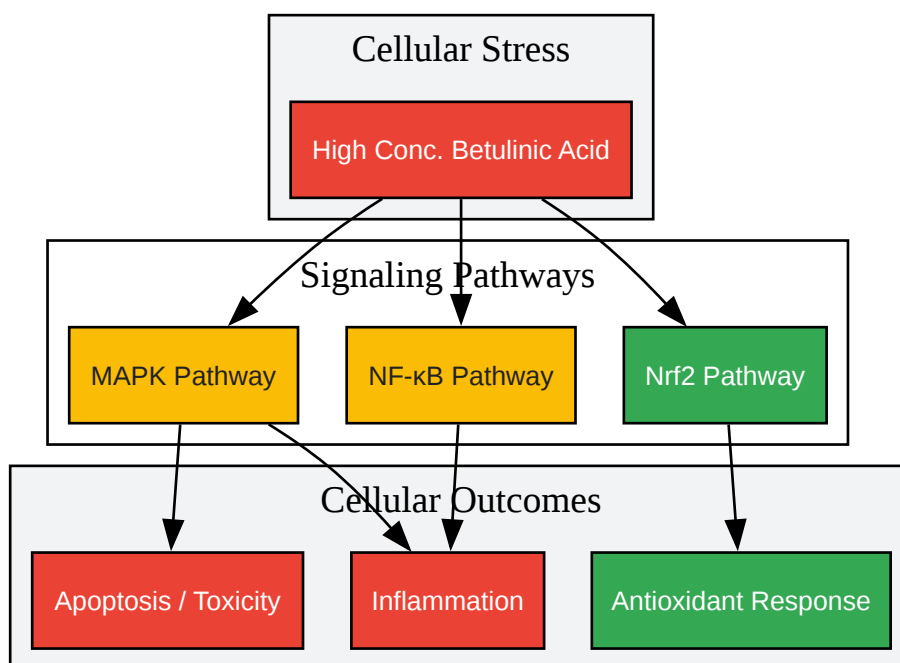 Cellular Stress
High Conc. Betulinic Acid
Signaling Pathways
MAPK Pathway
NF-κB Pathway
Nrf2 Pathway
Cellular Outcomes
Apoptosis / Toxicity
Inflammation
Antioxidant Response